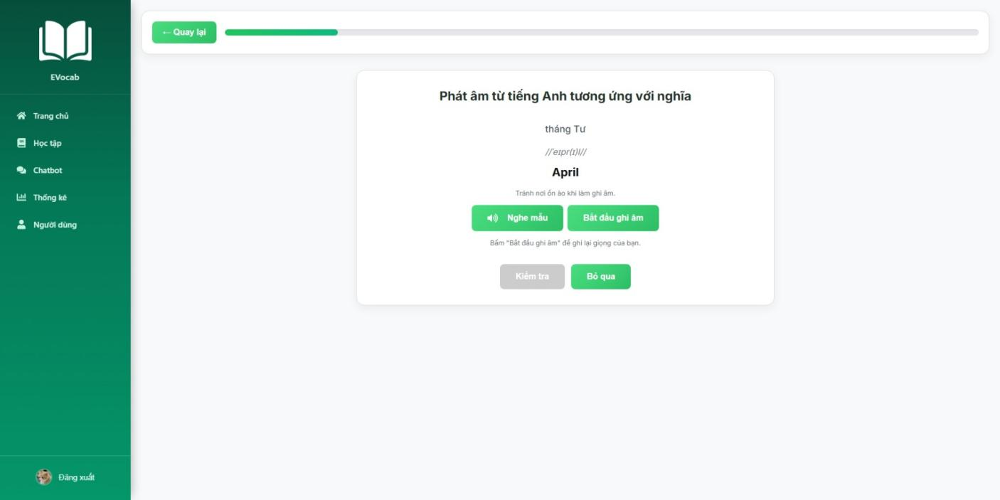 EVocab
Trang chủ
Học tập
Chatbot
Thống kê
Người dùng
Đăng xuất
← Quay lại
Phát âm từ tiếng Anh tương ứng với nghĩa
tháng Tư
//ˈeɪpr(ɪ)l//
April
Tránh nơi ồn ào khi làm ghi âm.
Nghe mẫu
Bắt đầu ghi âm
Bấm "Bắt đầu ghi âm" để ghi lại giọng của bạn.
Kiểm tra
Bỏ qua